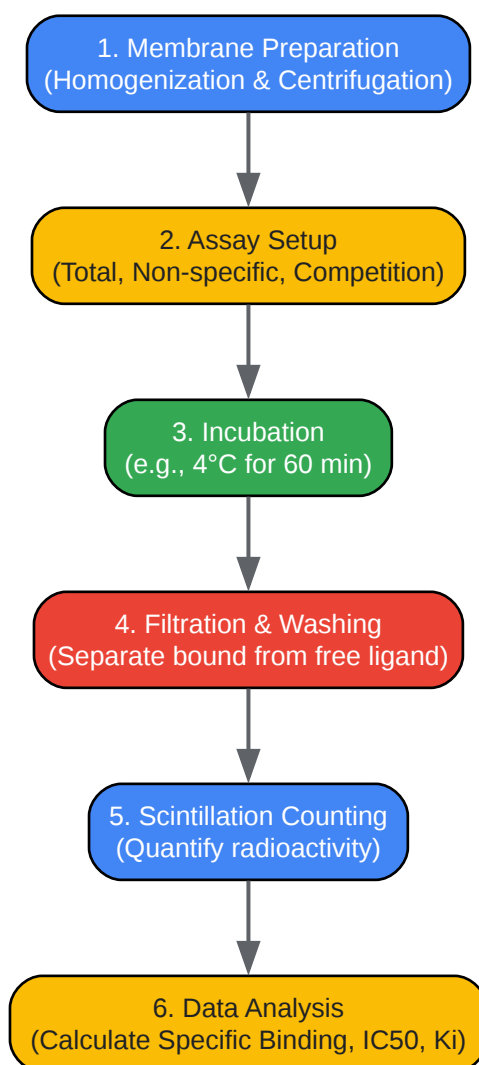 1. Membrane Preparation
(Homogenization & Centrifugation)
2. Assay Setup
(Total, Non-specific, Competition)
3. Incubation
(e.g., 4°C for 60 min)
4. Filtration & Washing
(Separate bound from free ligand)
5. Scintillation Counting
(Quantify radioactivity)
6. Data Analysis
(Calculate Specific Binding, IC50, Ki)